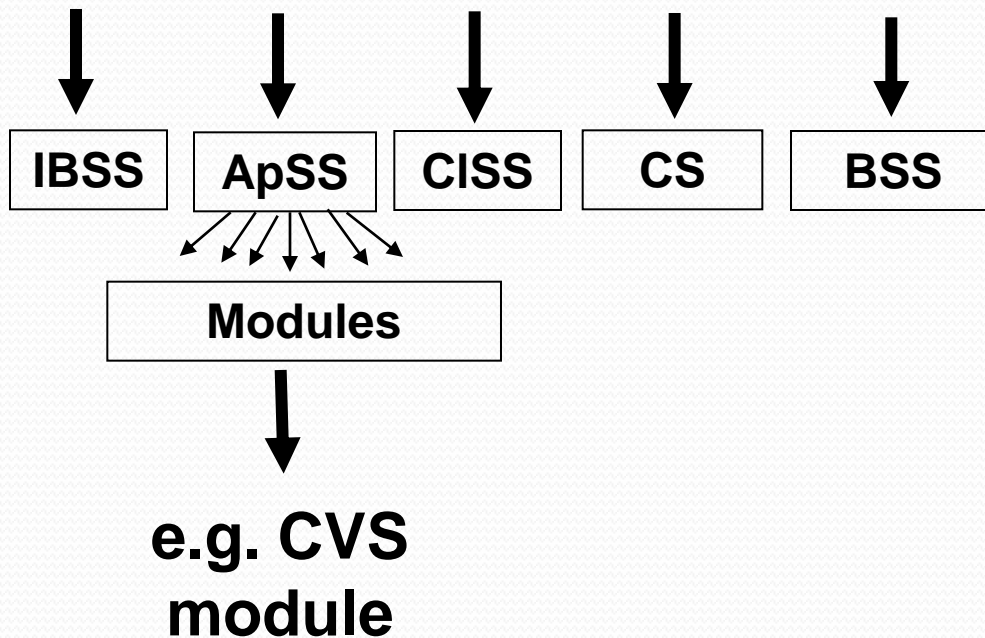 IBSS
ApSS
CISS
CS
BSS
Modules
e.g. CVS
module